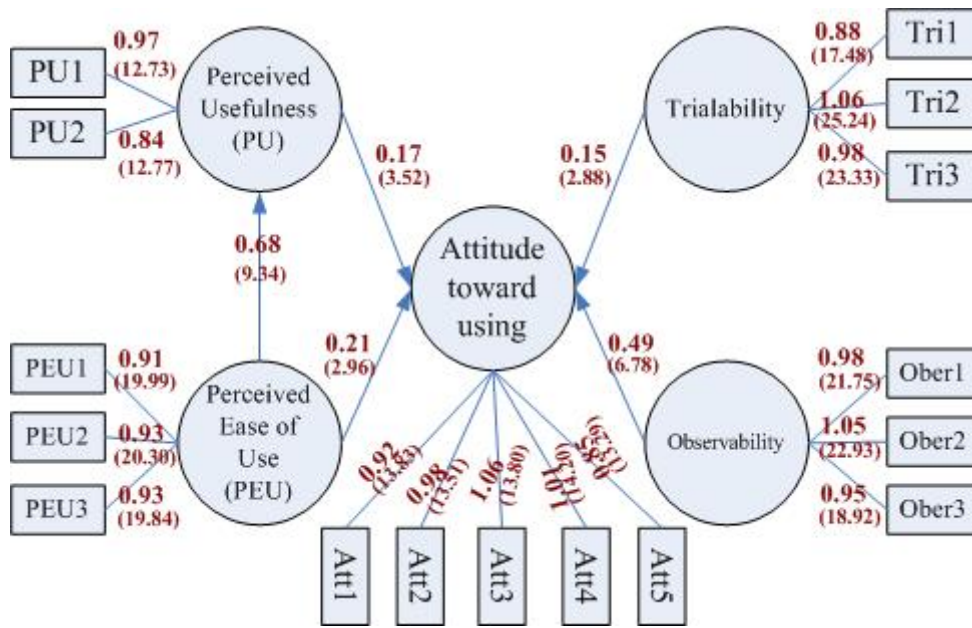 0.97
(12.73)
PU1
PU2
0.84
(12.77)
Perceived
Usefulness
(PU)
0.17
(3.52)
0.68
(9.34)
Trialability
0.88
(17.48)
Tri1
1.06
(25.24)
Tri2
0.98
(23.33)
Tri3
0.15
(2.88)
Attitude
toward
using
PEU1
0.91
(19.99)
PEU2
0.93
(20.30)
PEU3
0.93
(19.84)
Perceived
Ease of
Use
(PEU)
0.21
(2.96)
0.49
(6.78)
Observability
0.98
(21.75)
Ober1
1.05
(22.93)
Ober2
0.95
(18.92)
Ober3
0.92
(13.83)
0.98
(13.51)
1.06
(13.80)
1.01
(14.20)
0.85
Att1
Att2
Att3
Att4
Att5